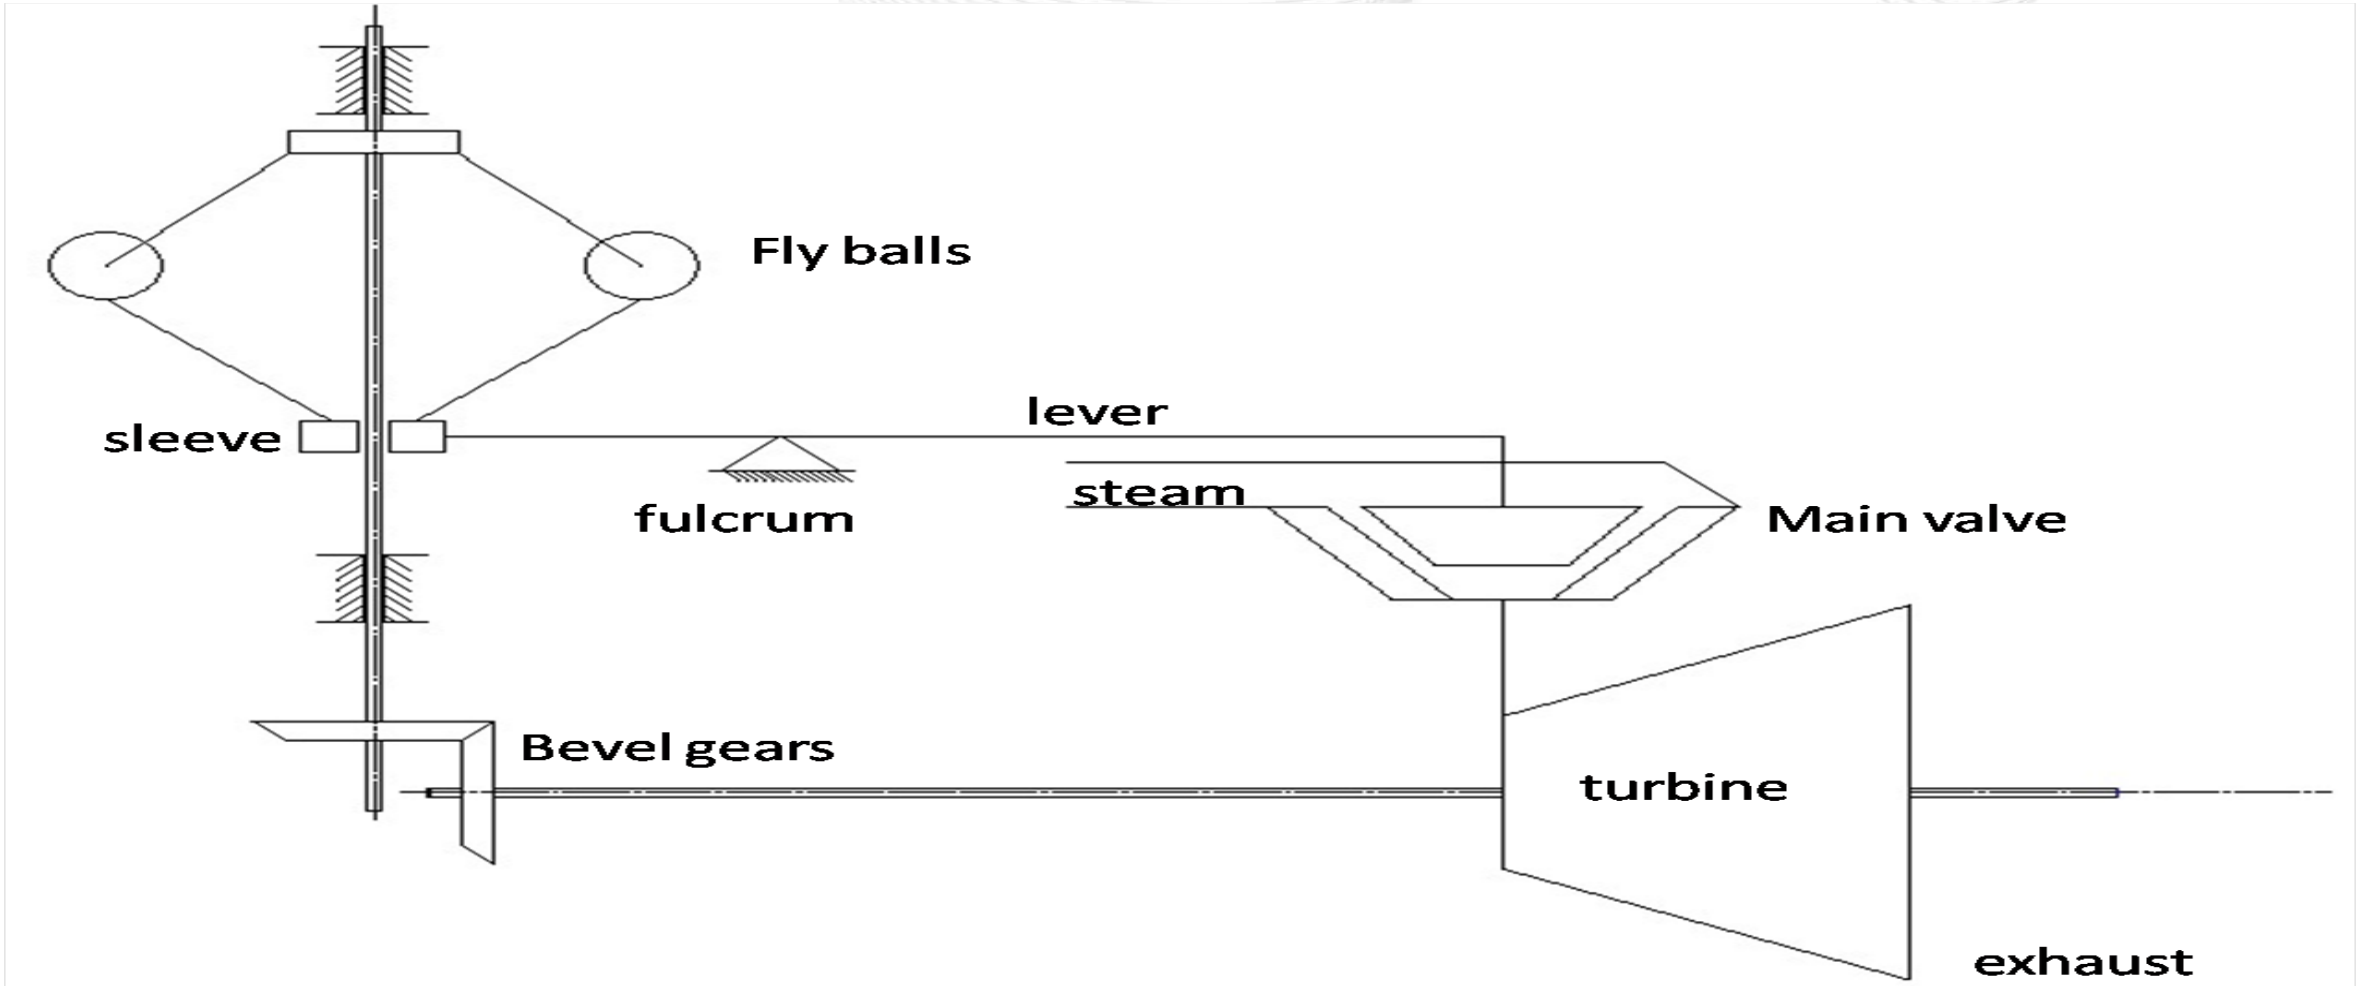 Fly balls
lever
sleeve
steam
fulcrum
Main valve
Bevel gears
turbine
exhaust